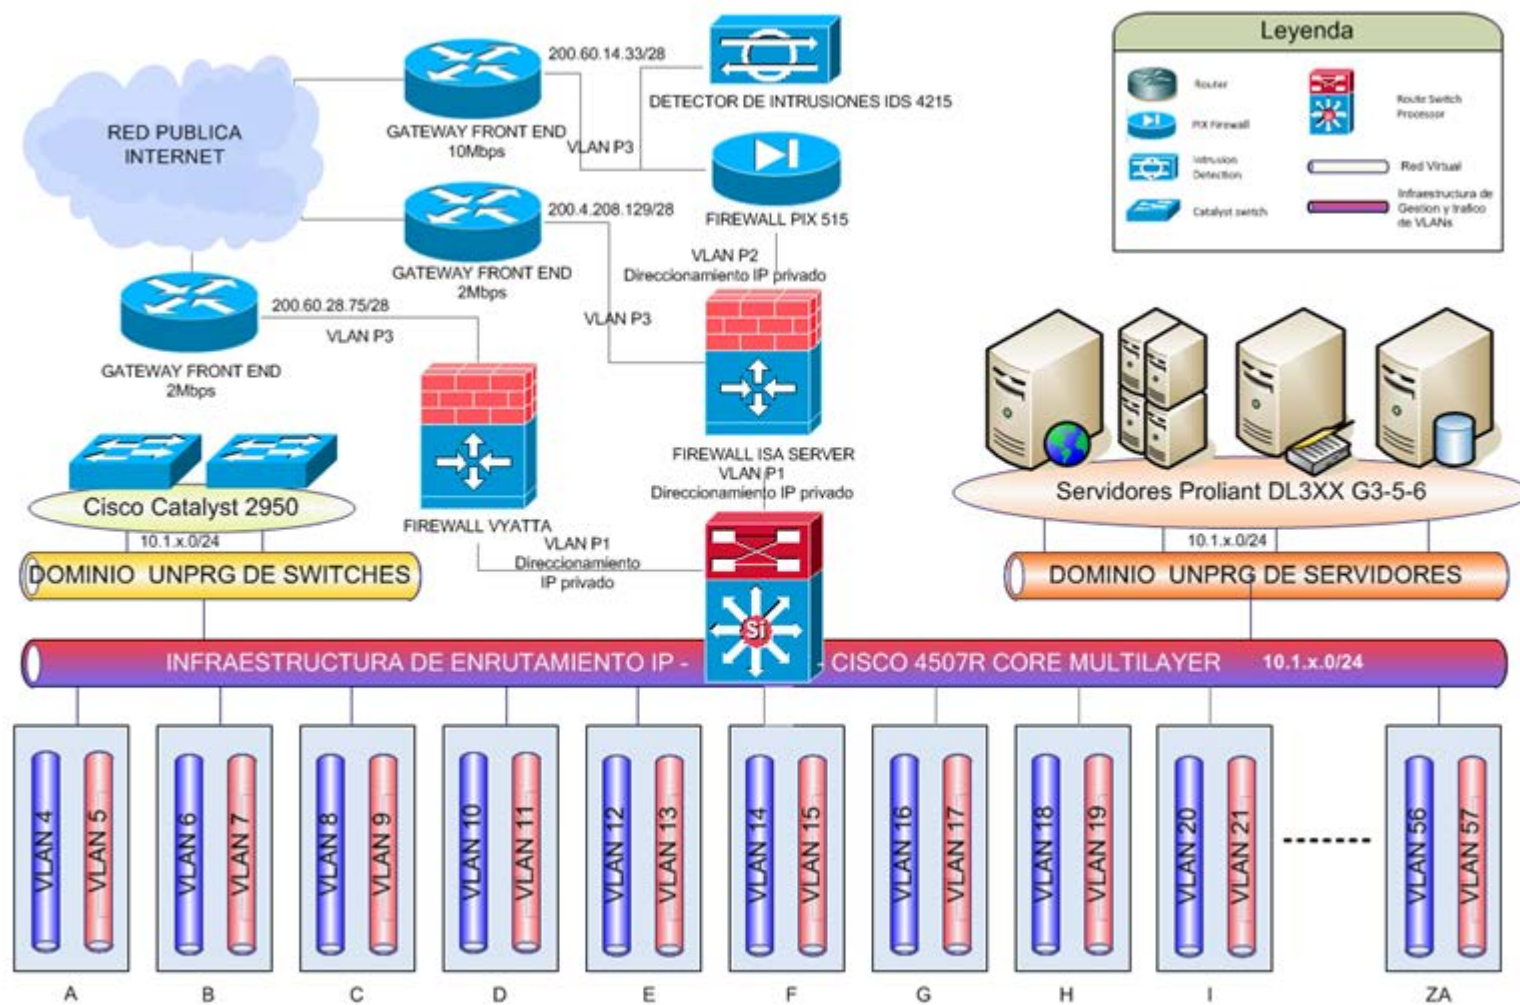 RED PUBLICA
INTERNET
200.60.14.33/28
GATEWAY FRONT END
10Mbps
VLAN P3
DETECTOR DE INTRUSIONES IDS 4215
FIREWALL PIX 515
200.4.208.129/28
GATEWAY FRONT END
2Mbps
VLAN P2
Direccionamiento IP privado
VLAN P3
200.60.28.75/28
VLAN P3
GATEWAY FRONT END
2Mbps
Leyenda
Router
PIX Firewall
Intrusion
Detection
Catalyst switch
Route Switch
Processor
Red Virtual
Infraestructura de
Gestion y trafico
de VLANs
FIREWALL ISA SERVER
VLAN P1
Direccionamiento IP privado
FIREWALL VYATTA
VLAN P1
Direccionamiento
IP privado
Cisco Catalyst 2950
10.1.x.0/24
DOMINIO UNPRG DE SWITCHES
Servidores Proliant DL3XX G3-5-6
10.1.x.0/24
DOMINIO UNPRG DE SERVIDORES
Si
INFRAESTRUCTURA DE ENRUTAMIENTO IP - - CISCO 4507R CORE MULTILAYER 10.1.x.0/24
VLAN 4
VLAN 5
VLAN 6
VLAN 7
VLAN 8
VLAN 9
VLAN 10
VLAN 11
VLAN 12
VLAN 13
VLAN 14
VLAN 15
VLAN 16
VLAN 17
VLAN 18
VLAN 19
VLAN 20
VLAN 21
VLAN 56
VLAN 57
A B C D E F G H I ZA